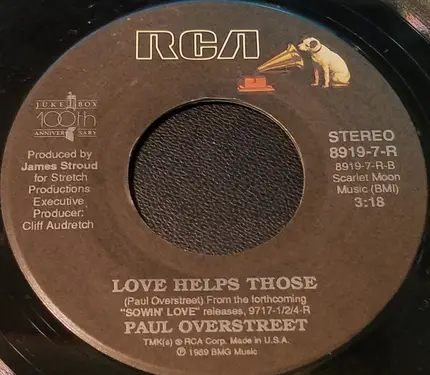 RCA
JUKEBOX
100th
ANNIVERSARY
STEREO
8919-7-R
8919-7-R-B
Scarlet Moon
Music (BMI)
3:18
Produced by
James Stroud
for Stretch
Productions
Executive
Producer:
Cliff Audretch
LOVE HELPS THOSE
(Paul Overstreet) From the forthcoming
"SOWIN' LOVE" releases, 9717-1/2/4-R
PAUL OVERSTREET
TMK(s) ® RCA Corp. Made in U.S.A.
℗ 1989 BMG Music